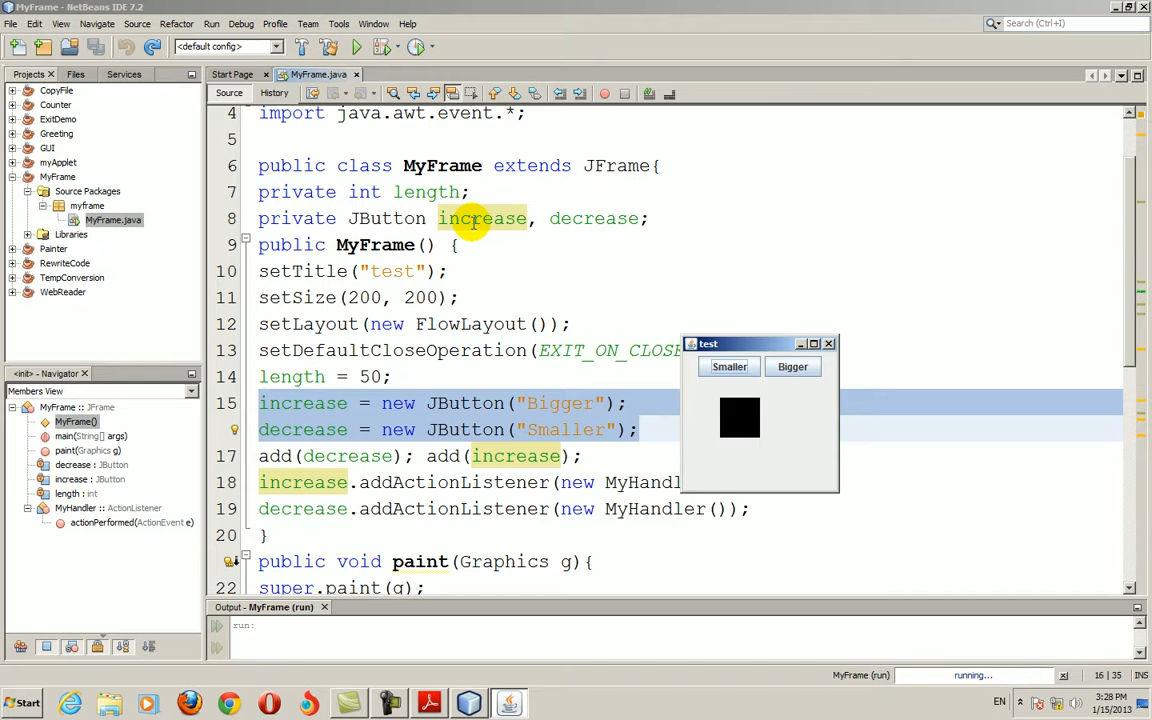 MyFrame - NetBeans IDE 7.2
File Edit View Navigate Source Refactor Run Debug Profile Team Tools Window Help
Search (Ctrl+I)
<default config>
Projects Files Services
Start Page MyFrame.java
Source History
CopyFile
Counter
ExitDemo
Greeting
GUI
myApplet
MyFrame
Source Packages
myframe
MyFrame.java
Libraries
Painter
RewriteCode
TempConversion
WebReader
<init> - Navigator
Members View
MyFrame :: JFrame
MyFrame()
main(String[] args)
paint(Graphics g)
decrease : JButton
increase : JButton
length : int
MyHandler :: ActionListener
actionPerformed(ActionEvent e)
4 import java.awt.event.*;
5
6 public class MyFrame extends JFrame{
7 private int length;
8 private JButton increase, decrease;
9 public MyFrame() {
10 setTitle("test");
11 setSize(200, 200);
12 setLayout(new FlowLayout());
13 setDefaultCloseOperation(EXIT_ON_CLOSE
14 length = 50;
15 increase = new JButton("Bigger");
decrease = new JButton("Smaller");
17 add(decrease); add(increase);
18 increase.addActionListener(new MyHandl
19 decrease.addActionListener(new MyHandler());
20 }
public void paint(Graphics g){
22 super.paint(g);
test
Smaller Bigger
Output - MyFrame (run)
run:
MyFrame (run) running... 16 | 35 INS
Start
EN
3:28 PM
1/15/2013